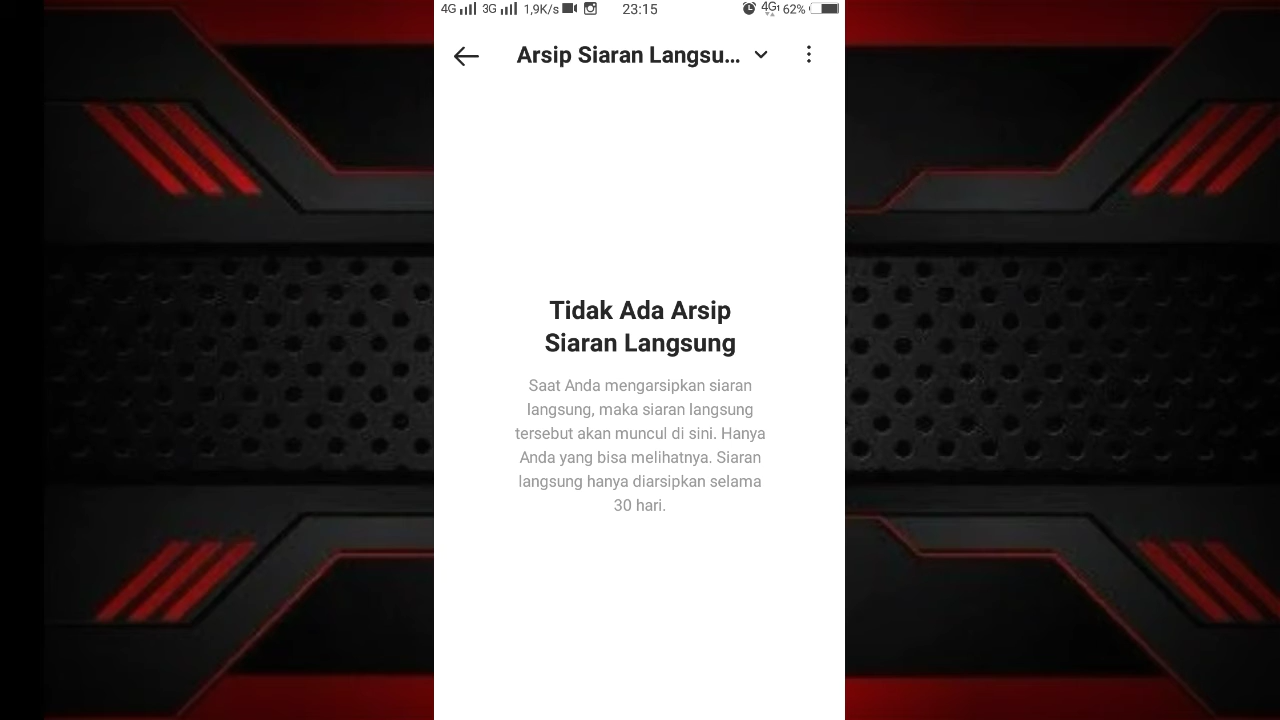 4G 3G 1,9K/s 23:15 4G 62%
Arsip Siaran Langsu...
Tidak Ada Arsip
Siaran Langsung
Saat Anda mengarsipkan siaran
langsung, maka siaran langsung
tersebut akan muncul di sini. Hanya
Anda yang bisa melihatnya. Siaran
langsung hanya diarsipkan selama
30 hari.